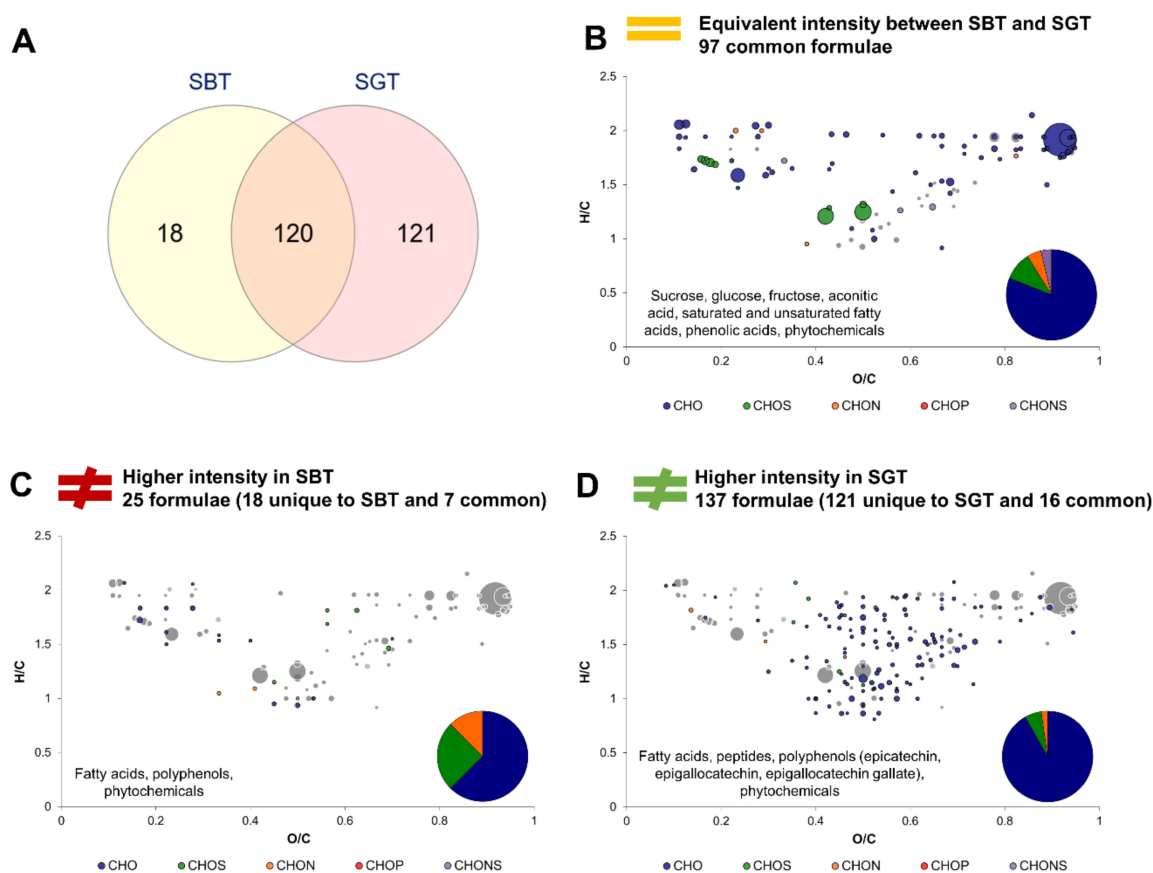 A
SBT
SGT
18
120
121
B
Equivalent intensity between SBT and SGT
97 common formulae
2.5
2
1.5
1
0.5
0
H/C
Sucrose, glucose, fructose, aconitic
acid, saturated and unsaturated fatty
acids, phenolic acids, phytochemicals
0
0.2
0.4
0.6
0.8
1
O/C
CHO
CHOS
CHON
CHOP
CHONS
C
Higher intensity in SBT
25 formulae (18 unique to SBT and 7 common)
2.5
2
1.5
1
0.5
0
H/C
Fatty acids, polyphenols,
phytochemicals
0
0.2
0.4
0.6
0.8
1
O/C
CHO
CHOS
CHON
CHOP
CHONS
D
Higher intensity in SGT
137 formulae (121 unique to SGT and 16 common)
2.5
2
1.5
1
0.5
0
H/C
Fatty acids, peptides, polyphenols (epicatechin,
epigallocatechin, epigallocatechin gallate),
phytochemicals
0
0.2
0.4
0.6
0.8
1
O/C
CHO
CHOS
CHON
CHOP
CHONS